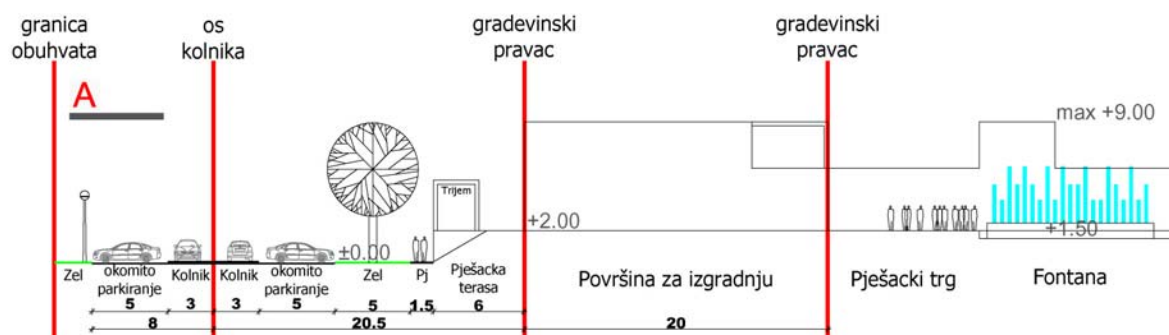 granica
obuhvata
os
kolnika
građevinski
pravac
građevinski
pravac
A
max +9.00
Trijem
+2.00
±0.00
+1.50
Zel
okomito
parkiranje
Kolnik
Kolnik
okomito
parkiranje
Zel
Pj
Pješacka
terasa
Površina za izgradnju
Pješacki trg
Fontana
5
3
3
5
5
1.5
6
8
20.5
20